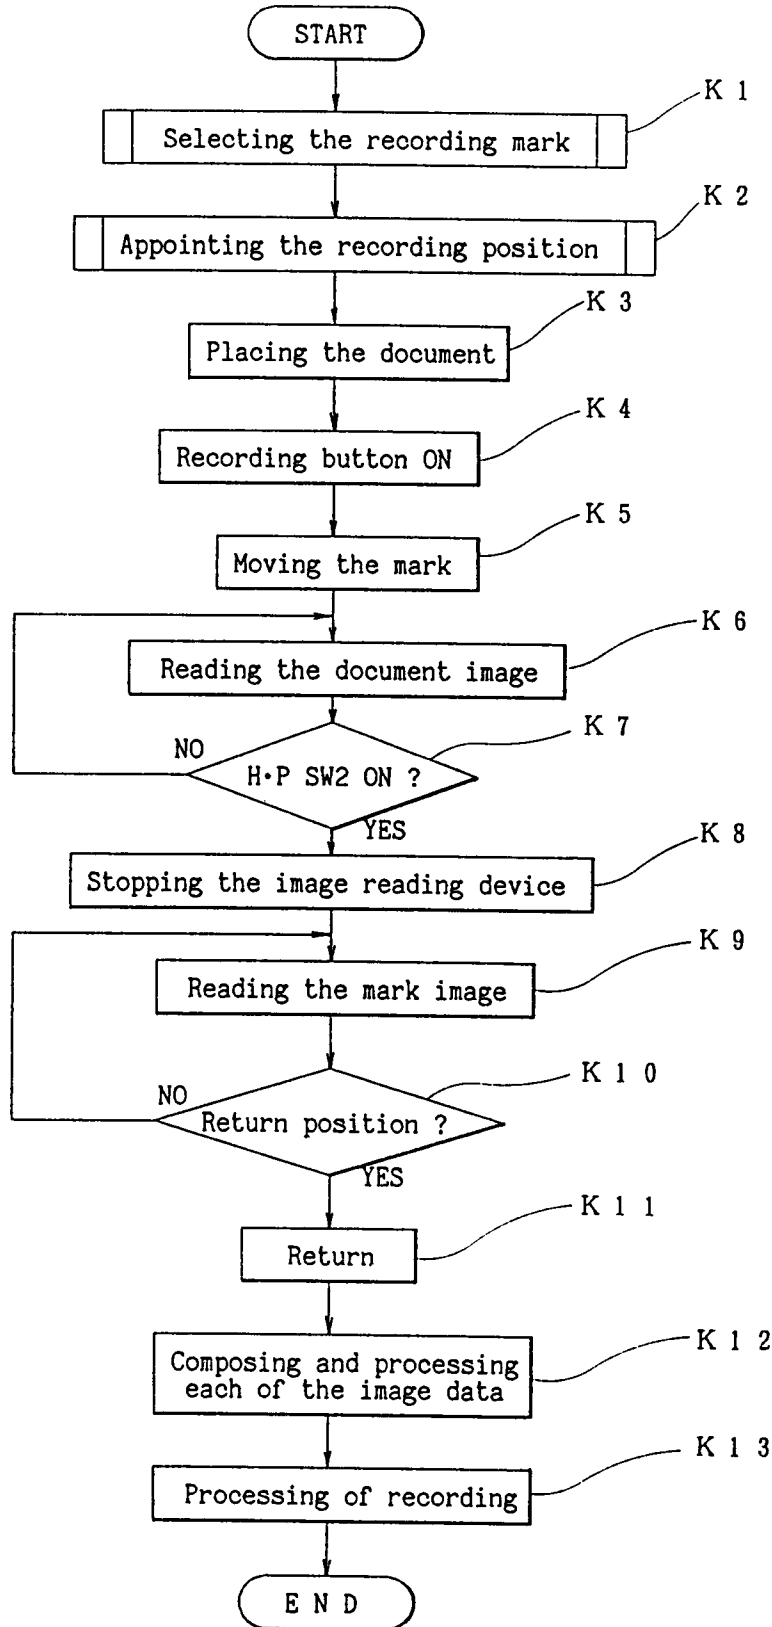 START
K 1
Selecting the recording mark
K 2
Appointing the recording position
K 3
Placing the document
K 4
Recording button ON
K 5
Moving the mark
K 6
Reading the document image
K 7
NO
H·P SW2 ON ?
YES
K 8
Stopping the image reading device
K 9
Reading the mark image
K 1 0
NO
Return position ?
YES
K 1 1
Return
K 1 2
Composing and processing
each of the image data
K 1 3
Processing of recording
E N D